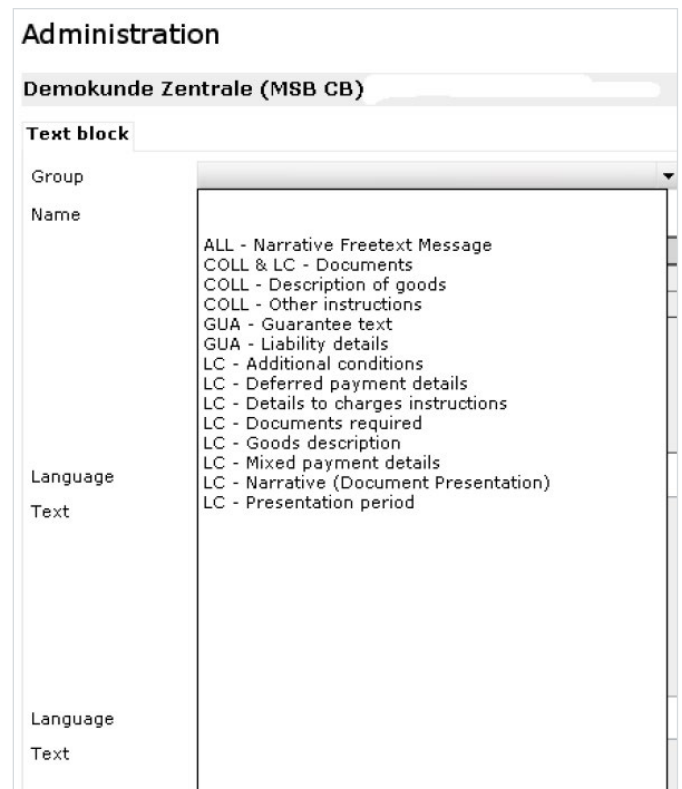 Administration
Demokunde Zentrale (MSB CB)
Text block
Group
Name
ALL - Narrative Freetext Message
COLL & LC - Documents
COLL - Description of goods
COLL - Other instructions
GUA - Guarantee text
GUA - Liability details
LC - Additional conditions
LC - Deferred payment details
LC - Details to charges instructions
LC - Documents required
LC - Goods description
LC - Mixed payment details
LC - Narrative (Document Presentation)
LC - Presentation period
Language
Text
Language
Text